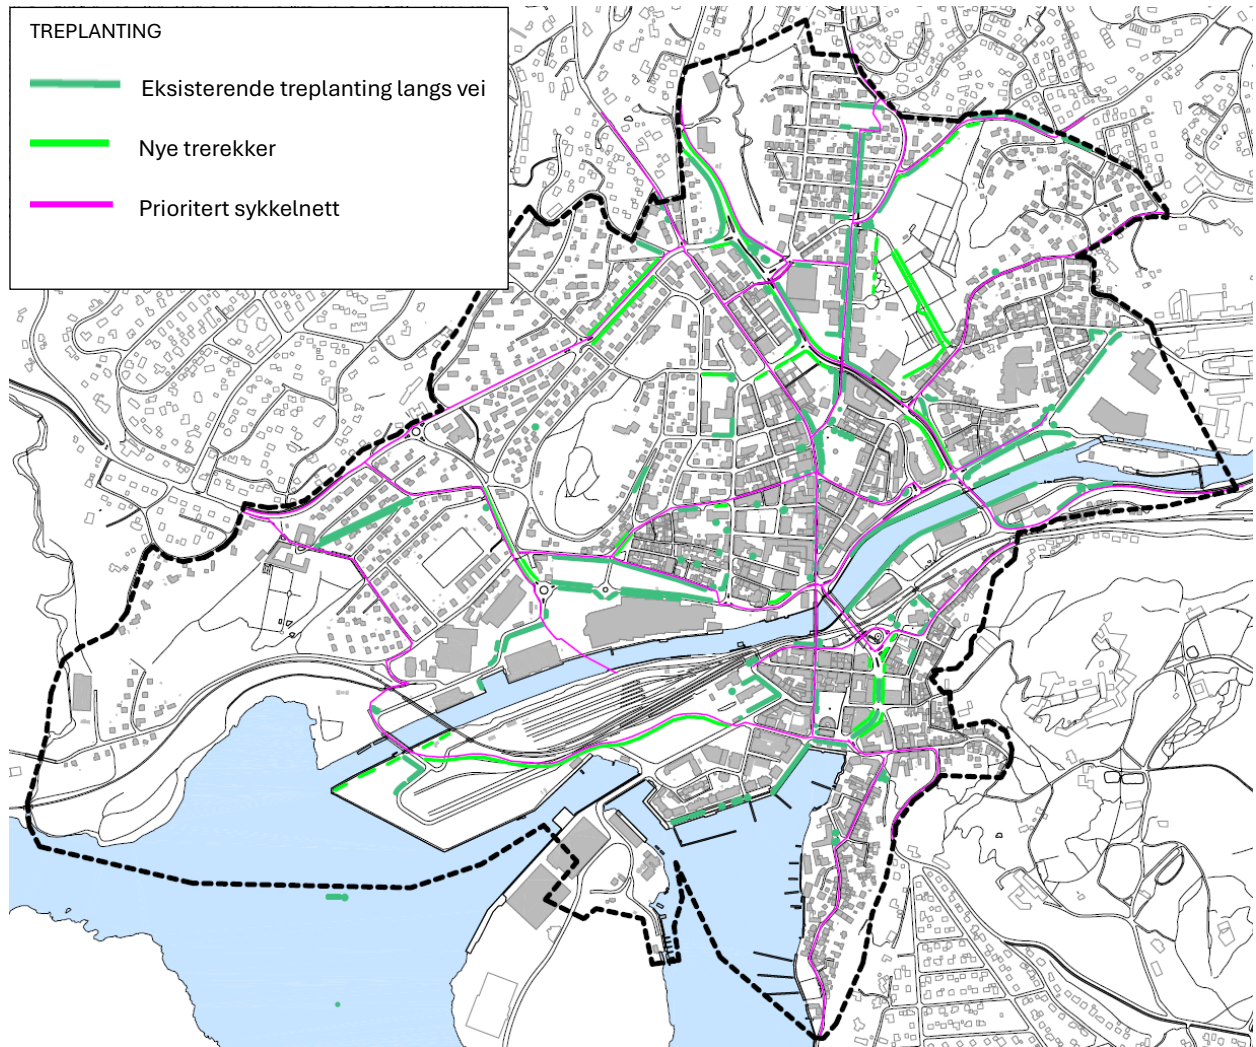 TREPLANTING
Eksisterende treplanting langs vei
Nye trerekker
Prioritert sykkelnett